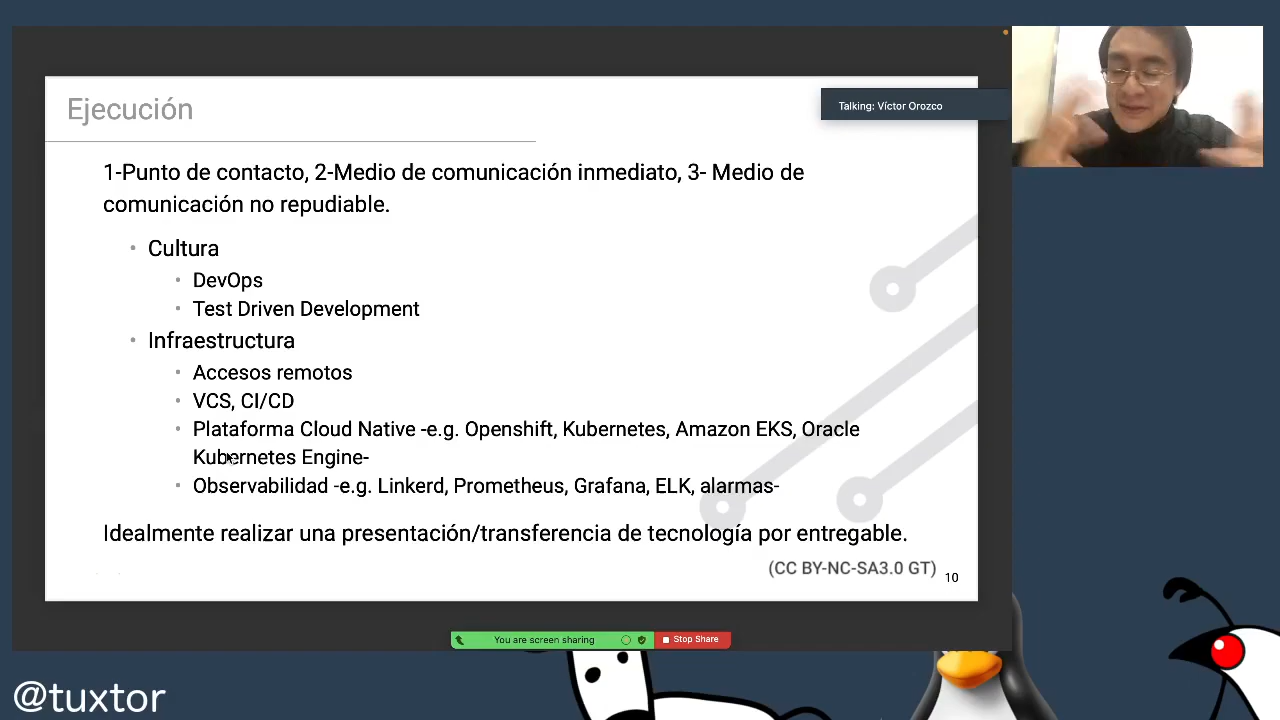 Ejecución
Talking: Víctor Orozco
1-Punto de contacto, 2-Medio de comunicación inmediato, 3- Medio de
comunicación no repudiable.
• Cultura
• DevOps
• Test Driven Development
• Infraestructura
• Accesos remotos
• VCS, CI/CD
• Plataforma Cloud Native -e.g. Openshift, Kubernetes, Amazon EKS, Oracle
Kubernetes Engine-
• Observabilidad -e.g. Linkerd, Prometheus, Grafana, ELK, alarmas-
Idealmente realizar una presentación/transferencia de tecnología por entregable.
(CC BY-NC-SA3.0 GT)
10
You are screen sharing
Stop Share
@tuxtor